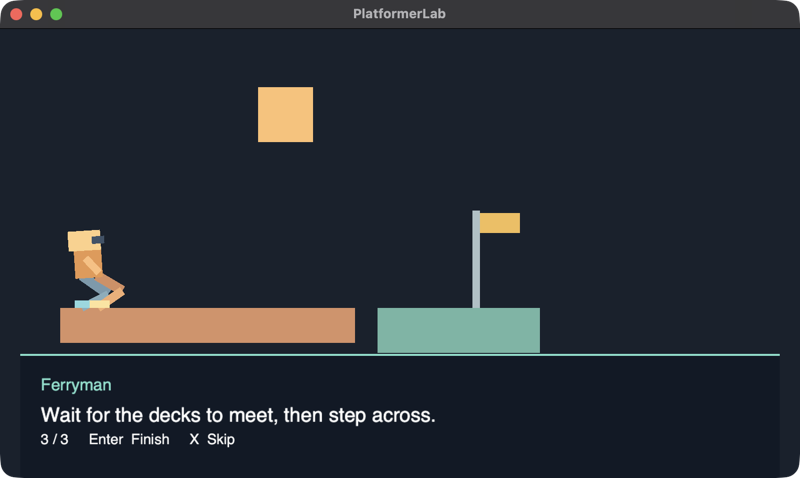 PlatformerLab
Ferryman
Wait for the decks to meet, then step across.
3 / 3 Enter Finish X Skip